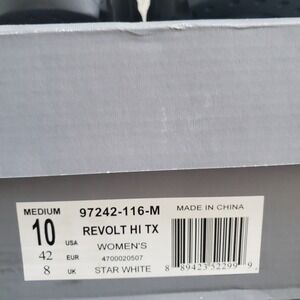 MEDIUM
97242-116-M
MADE IN CHINA
10 USA
REVOLT HI TX
42 EUR
WOMEN'S
4700020507
8 UK
STAR WHITE
8 89423 52299 9